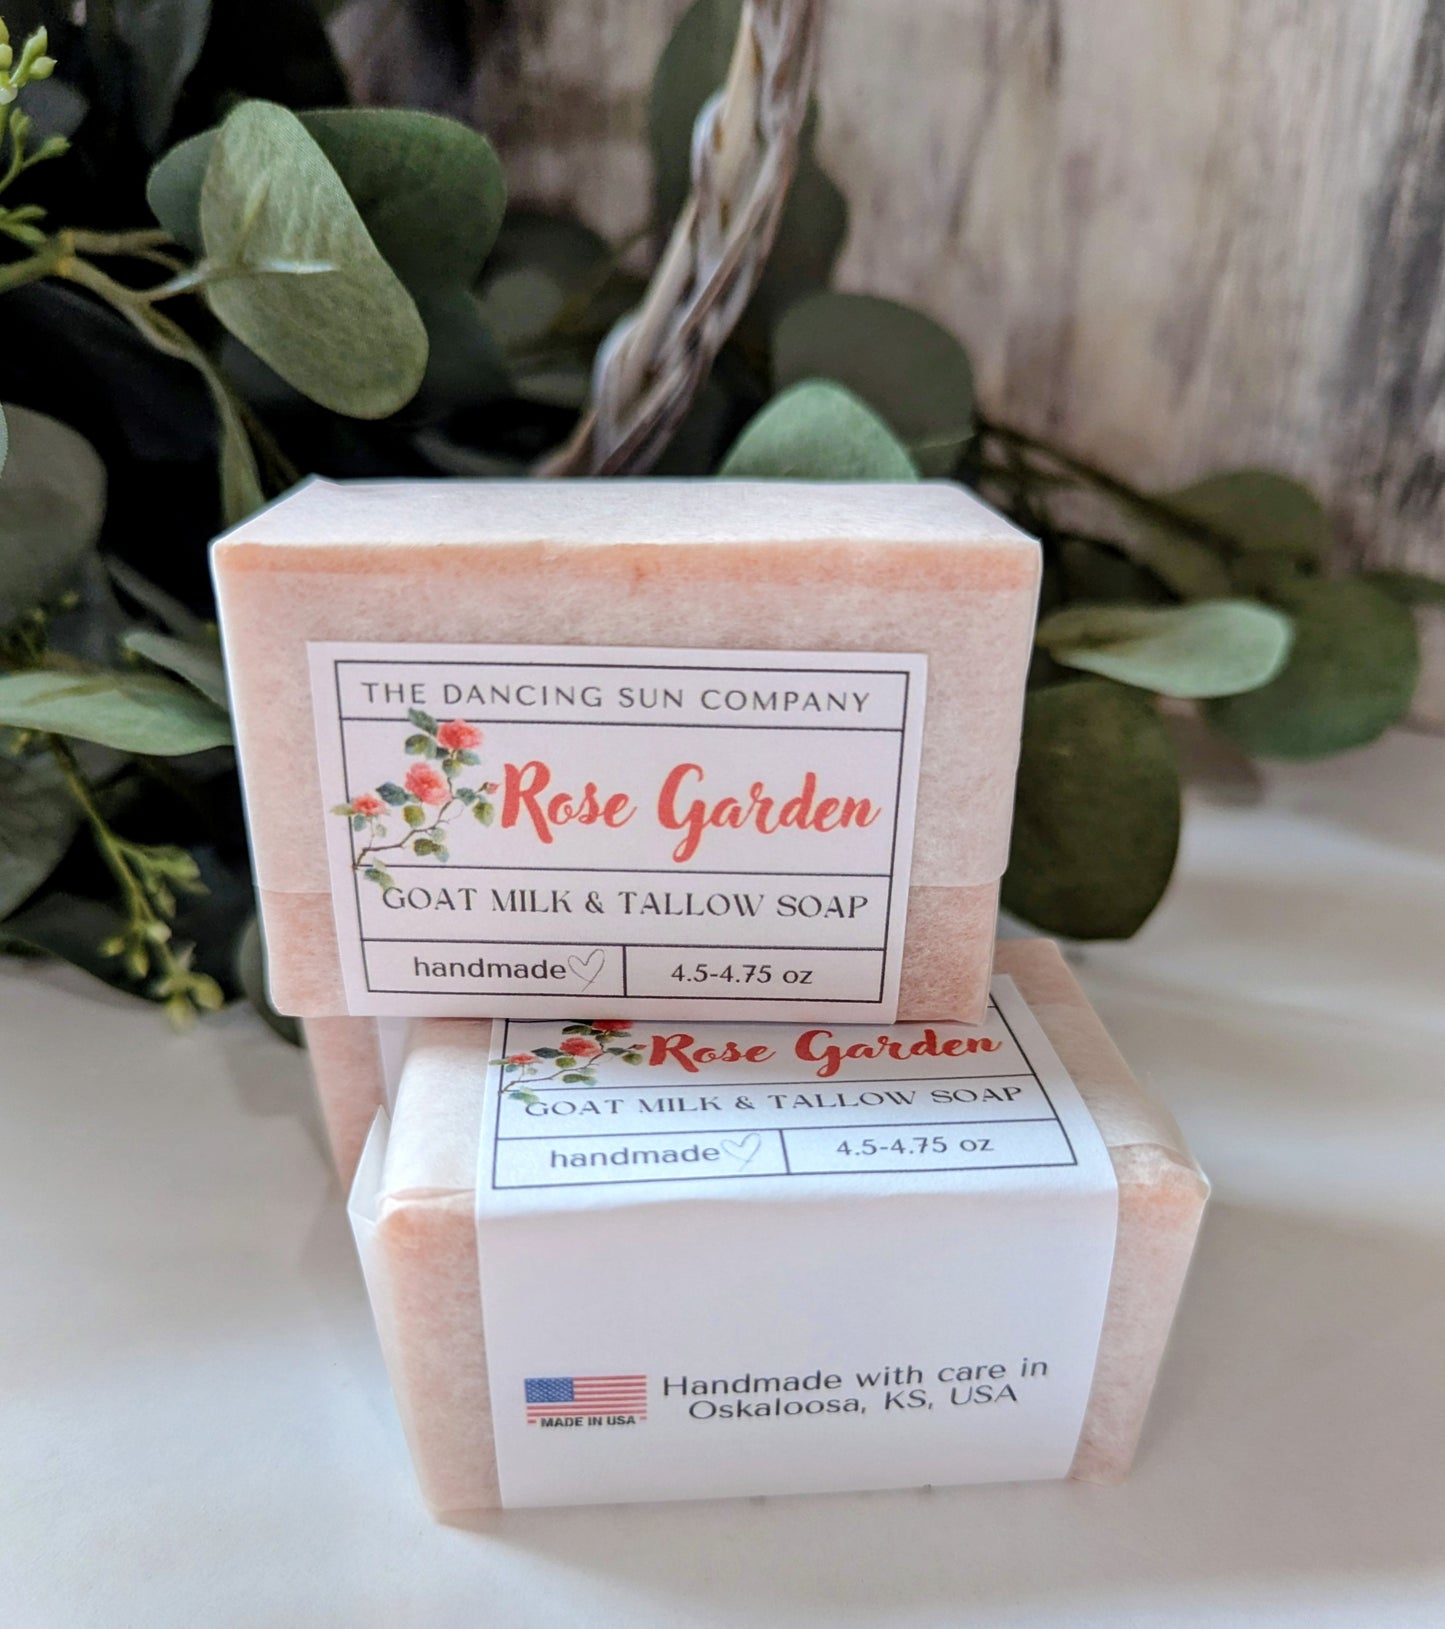 THE DANCING SUN COMPANY
Rose Garden
GOAT MILK & TALLOW SOAP
handmade
4.5-4.75 oz
Rose Garden
GOAT MILK & TALLOW SOAP
handmade
4.5-4.75 oz
MADE IN USA
Handmade with care in
Oskaloosa, KS, USA